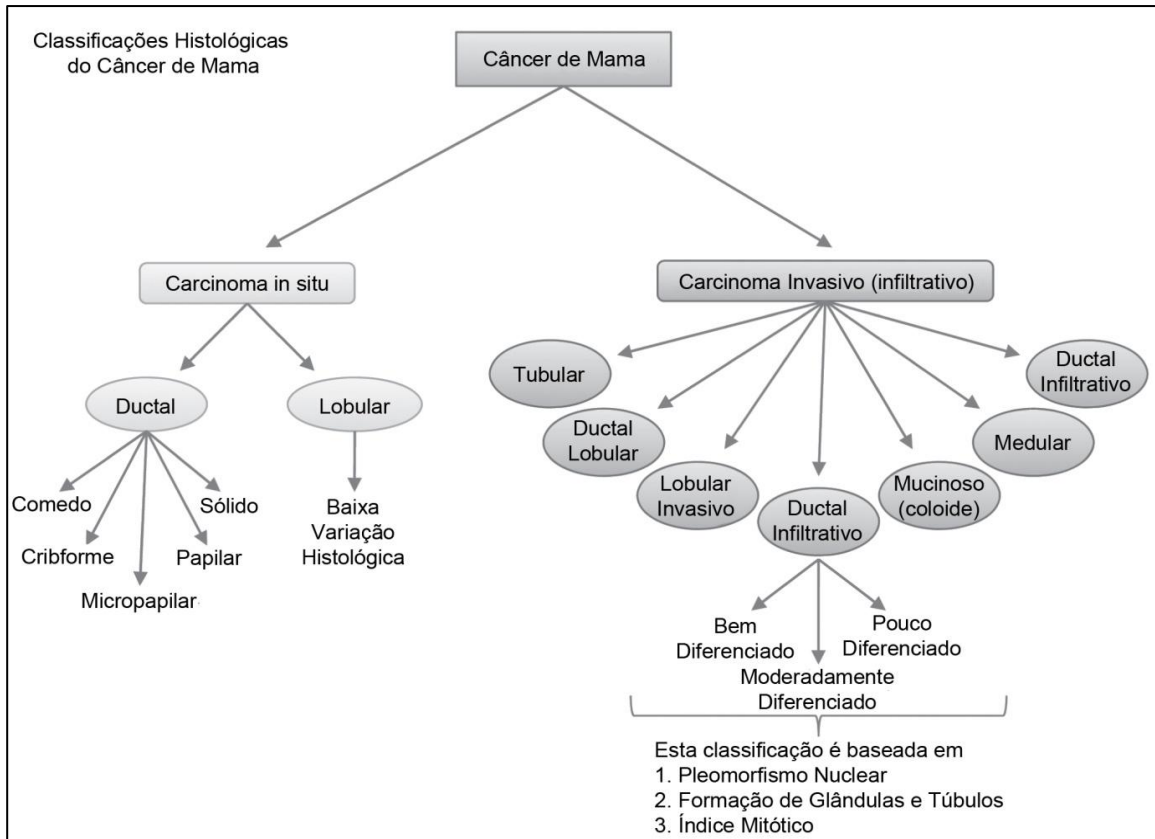 Classificações Histológicas
do Câncer de Mama
Câncer de Mama
Carcinoma in situ
Carcinoma Invasivo (infiltrativo)
Ductal
Lobular
Comedo
Cribforme
Micropapilar
Papilar
Sólido
Baixa
Variação
Histológica
Tubular
Ductal
Lobular
Lobular
Invasivo
Ductal
Infiltrativo
Mucinoso
(coloide)
Medular
Ductal
Infiltrativo
Bem
Diferenciado
Moderadamente
Diferenciado
Pouco
Diferenciado
Esta classificação é baseada em
1. Pleomorfismo Nuclear
2. Formação de Glândulas e Túbulos
3. Índice Mitótico